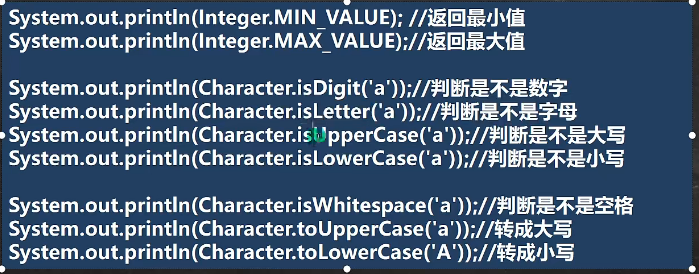 System.out.println(Integer.MIN_VALUE); //返回最小值
System.out.println(Integer.MAX_VALUE);//返回最大值
System.out.println(Character.isDigit('a'));//判断是不是数字
System.out.println(Character.isLetter('a'));//判断是不是字母
System.out.println(Character.isUpperCase('a'));//判断是不是大写
System.out.println(Character.isLowerCase('a'));//判断是不是小写
System.out.println(Character.isWhitespace('a'));//判断是不是空格
System.out.println(Character.toUpperCase('a'));//转成大写
System.out.println(Character.toLowerCase('A'));//转成小写